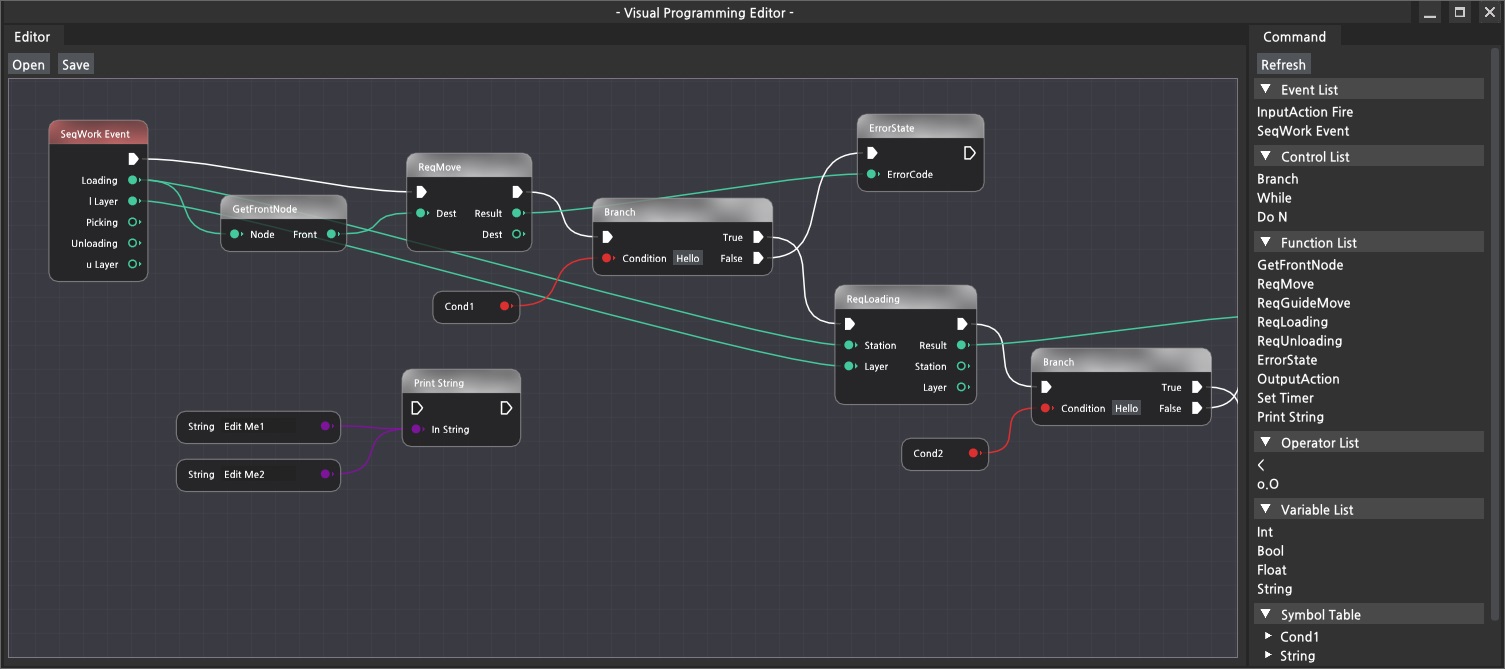 - Visual Programming Editor -
Editor
Open Save
SeqWork Event
Loading
l Layer
Picking
Unloading
u Layer
GetFrontNode
Node Front
ReqMove
Dest Result
Dest
Branch
True
Condition Hello False
Cond1
ErrorState
ErrorCode
ReqLoading
Station Result
Layer Station
Layer
Branch
True
Condition Hello False
Cond2
Print String
In String
String Edit Me1
String Edit Me2
Command
Refresh
Event List
InputAction Fire
SeqWork Event
Control List
Branch
While
Do N
Function List
GetFrontNode
ReqMove
ReqGuideMove
ReqLoading
ReqUnloading
ErrorState
OutputAction
Set Timer
Print String
Operator List
<
o.O
Variable List
Int
Bool
Float
String
Symbol Table
Cond1
String